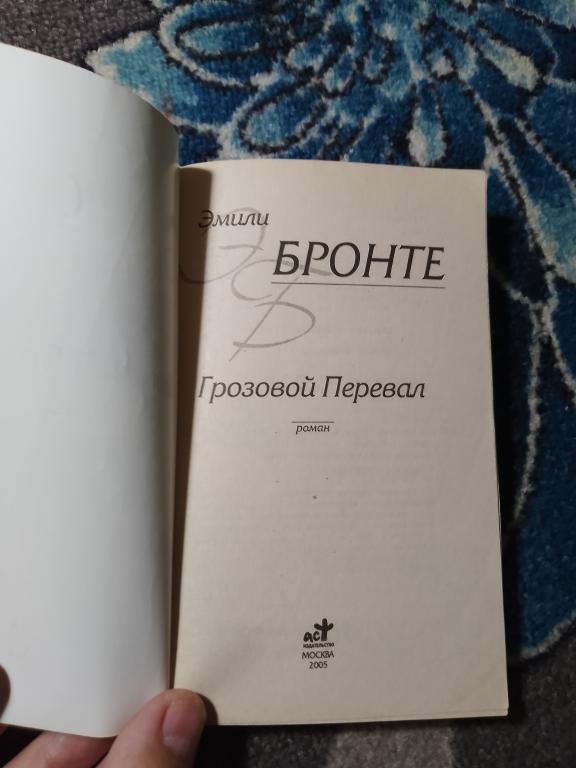 Эмили
БРОНТЕ
Грозовой Перевал
роман
аст
ИЗДАТЕЛЬСТВО
МОСКВА
2005